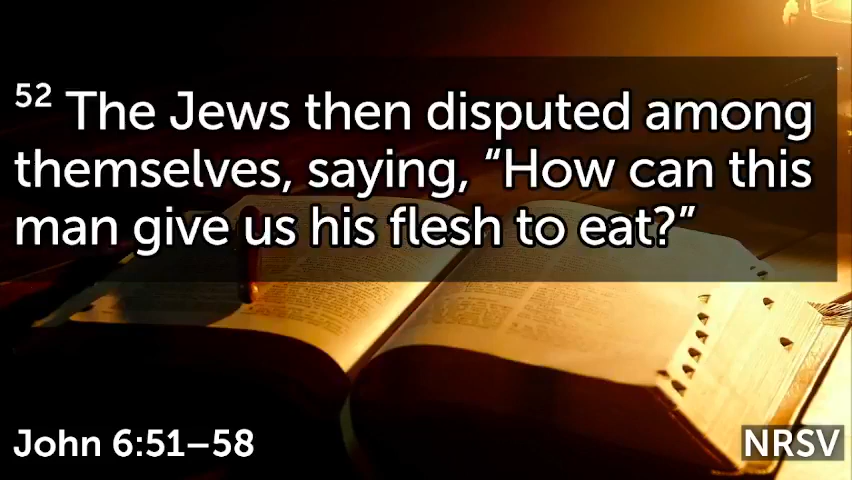 52 The Jews then disputed among
themselves, saying, “How can this
man give us his flesh to eat?”
John 6:51–58
NRSV